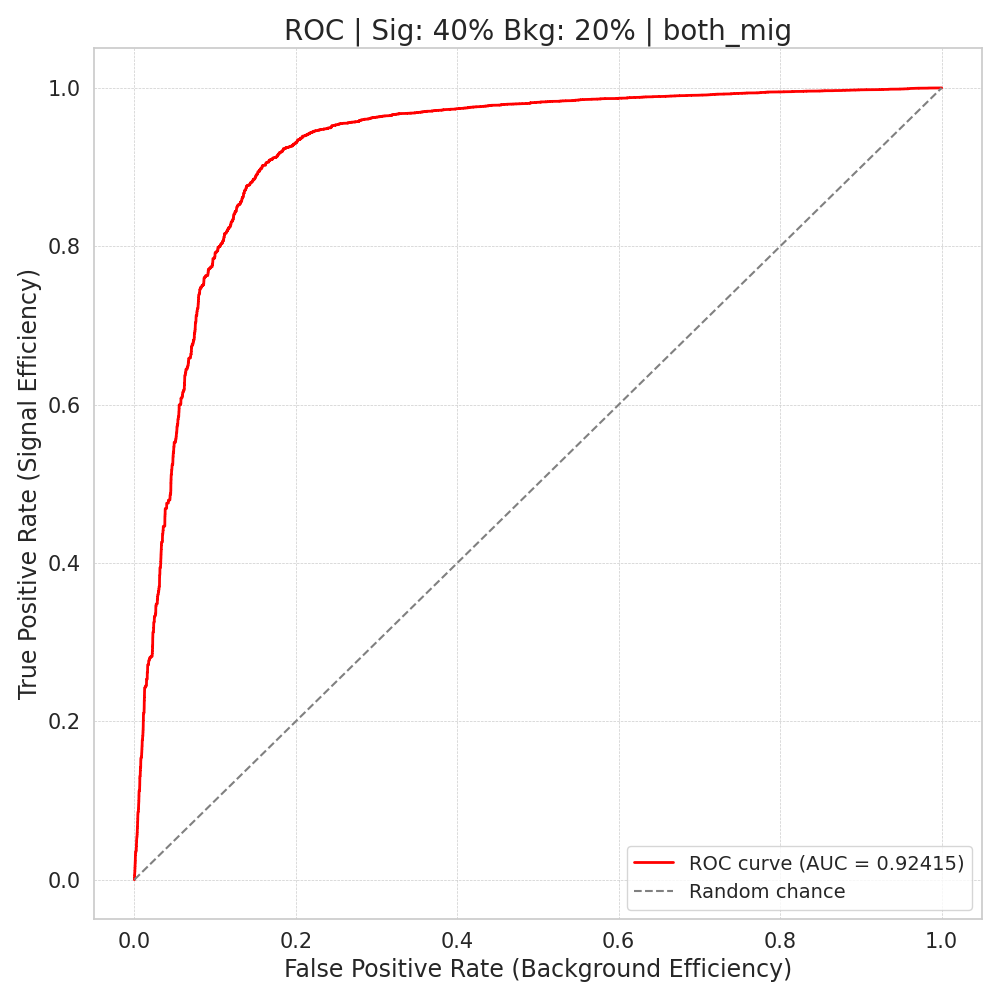 ROC | Sig: 40% Bkg: 20% | both_mig
True Positive Rate (Signal Efficiency)
1.0
0.8
0.6
0.4
0.2
0.0
ROC curve (AUC = 0.92415)
Random chance
0.0 0.2 0.4 0.6 0.8 1.0
False Positive Rate (Background Efficiency)